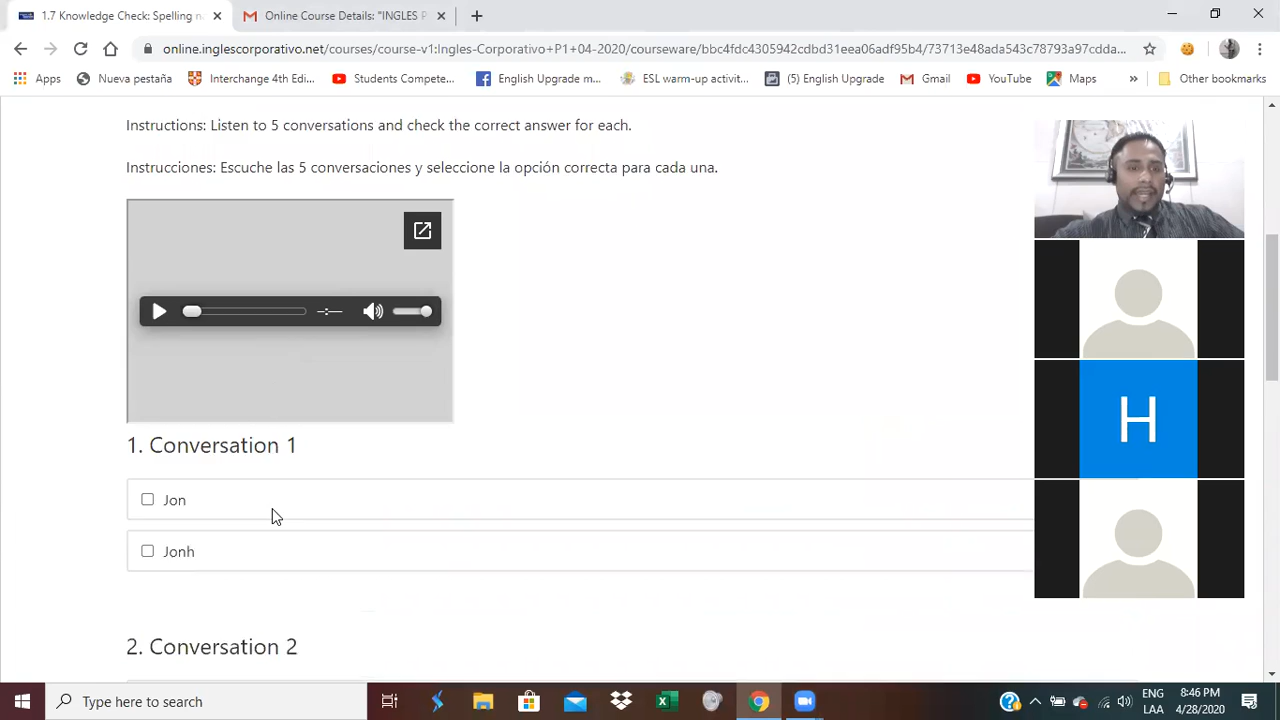 1.7 Knowledge Check: Spelling n
Online Course Details: "INGLES P
online.inglescorporativo.net/courses/course-v1:Ingles-Corporativo+P1+04-2020/courseware/bbc4fdc4305942cdbd31eea06adf95b4/73713e48ada543c78793a97cdda...
Apps
Nueva pestaña
Interchange 4th Edi...
Students Compete...
English Upgrade m...
ESL warm-up activit...
(5) English Upgrade
Gmail
YouTube
Maps
»
Other bookmarks
Instructions: Listen to 5 conversations and check the correct answer for each.
Instrucciones: Escuche las 5 conversaciones y seleccione la opción correcta para cada una.
-:--
1. Conversation 1
Jon
Jonh
2. Conversation 2
H
Type here to search
ENG
LAA
8:46 PM
4/28/2020